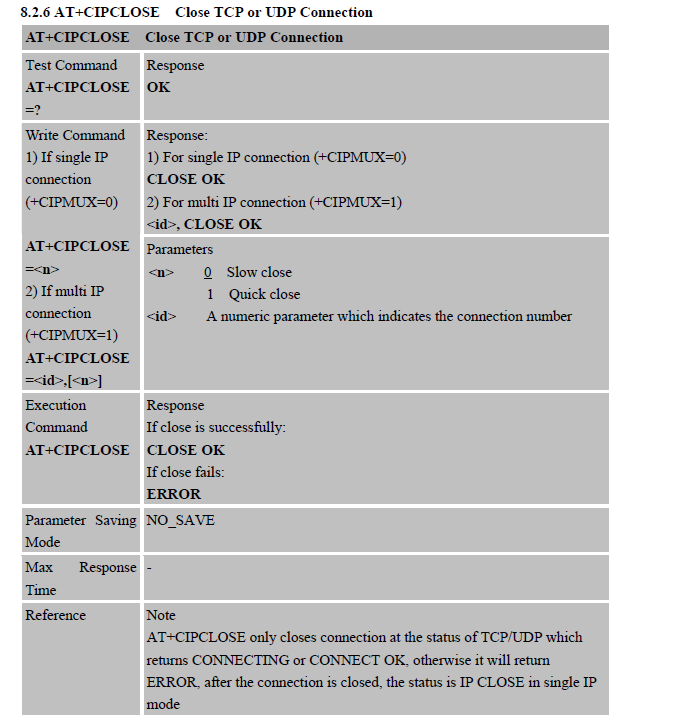 8.2.6 AT+CIPCLOSE Close TCP or UDP Connection
AT+CIPCLOSE Close TCP or UDP Connection
Test Command
AT+CIPCLOSE
=?
Response
OK
Write Command
1) If single IP
connection
(+CIPMUX=0)
AT+CIPCLOSE
=<n>
2) If multi IP
connection
(+CIPMUX=1)
AT+CIPCLOSE
=<id>,[<n>]
Response:
1) For single IP connection (+CIPMUX=0)
CLOSE OK
2) For multi IP connection (+CIPMUX=1)
<id>, CLOSE OK
Parameters
<n> 0 Slow close
1 Quick close
<id> A numeric parameter which indicates the connection number
Execution
Command
AT+CIPCLOSE
Response
If close is successfully:
CLOSE OK
If close fails:
ERROR
Parameter Saving
Mode
NO_SAVE
Max Response
Time
-
Reference
Note
AT+CIPCLOSE only closes connection at the status of TCP/UDP which
returns CONNECTING or CONNECT OK, otherwise it will return
ERROR, after the connection is closed, the status is IP CLOSE in single IP
mode